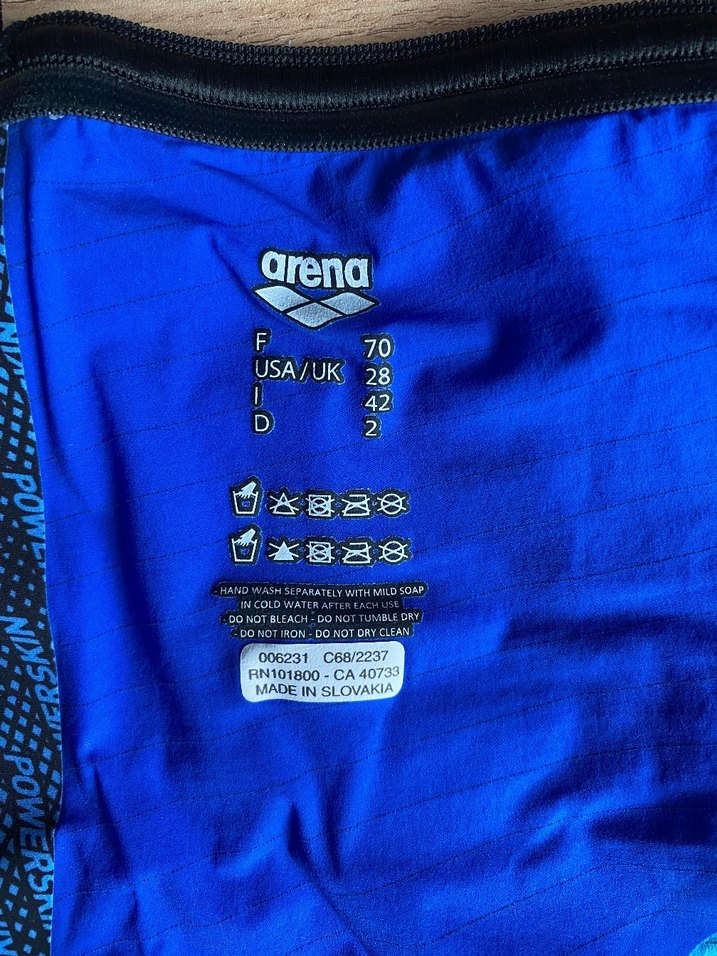 arena
F 70
USA/UK 28
I 42
D 2
- HAND WASH SEPARATELY WITH MILD SOAP
IN COLD WATER AFTER EACH USE
- DO NOT BLEACH - DO NOT TUMBLE DRY
- DO NOT IRON - DO NOT DRY CLEAN
006231 C68/2237
RN101800 - CA 40733
MADE IN SLOVAKIA
POWE
POWERSK